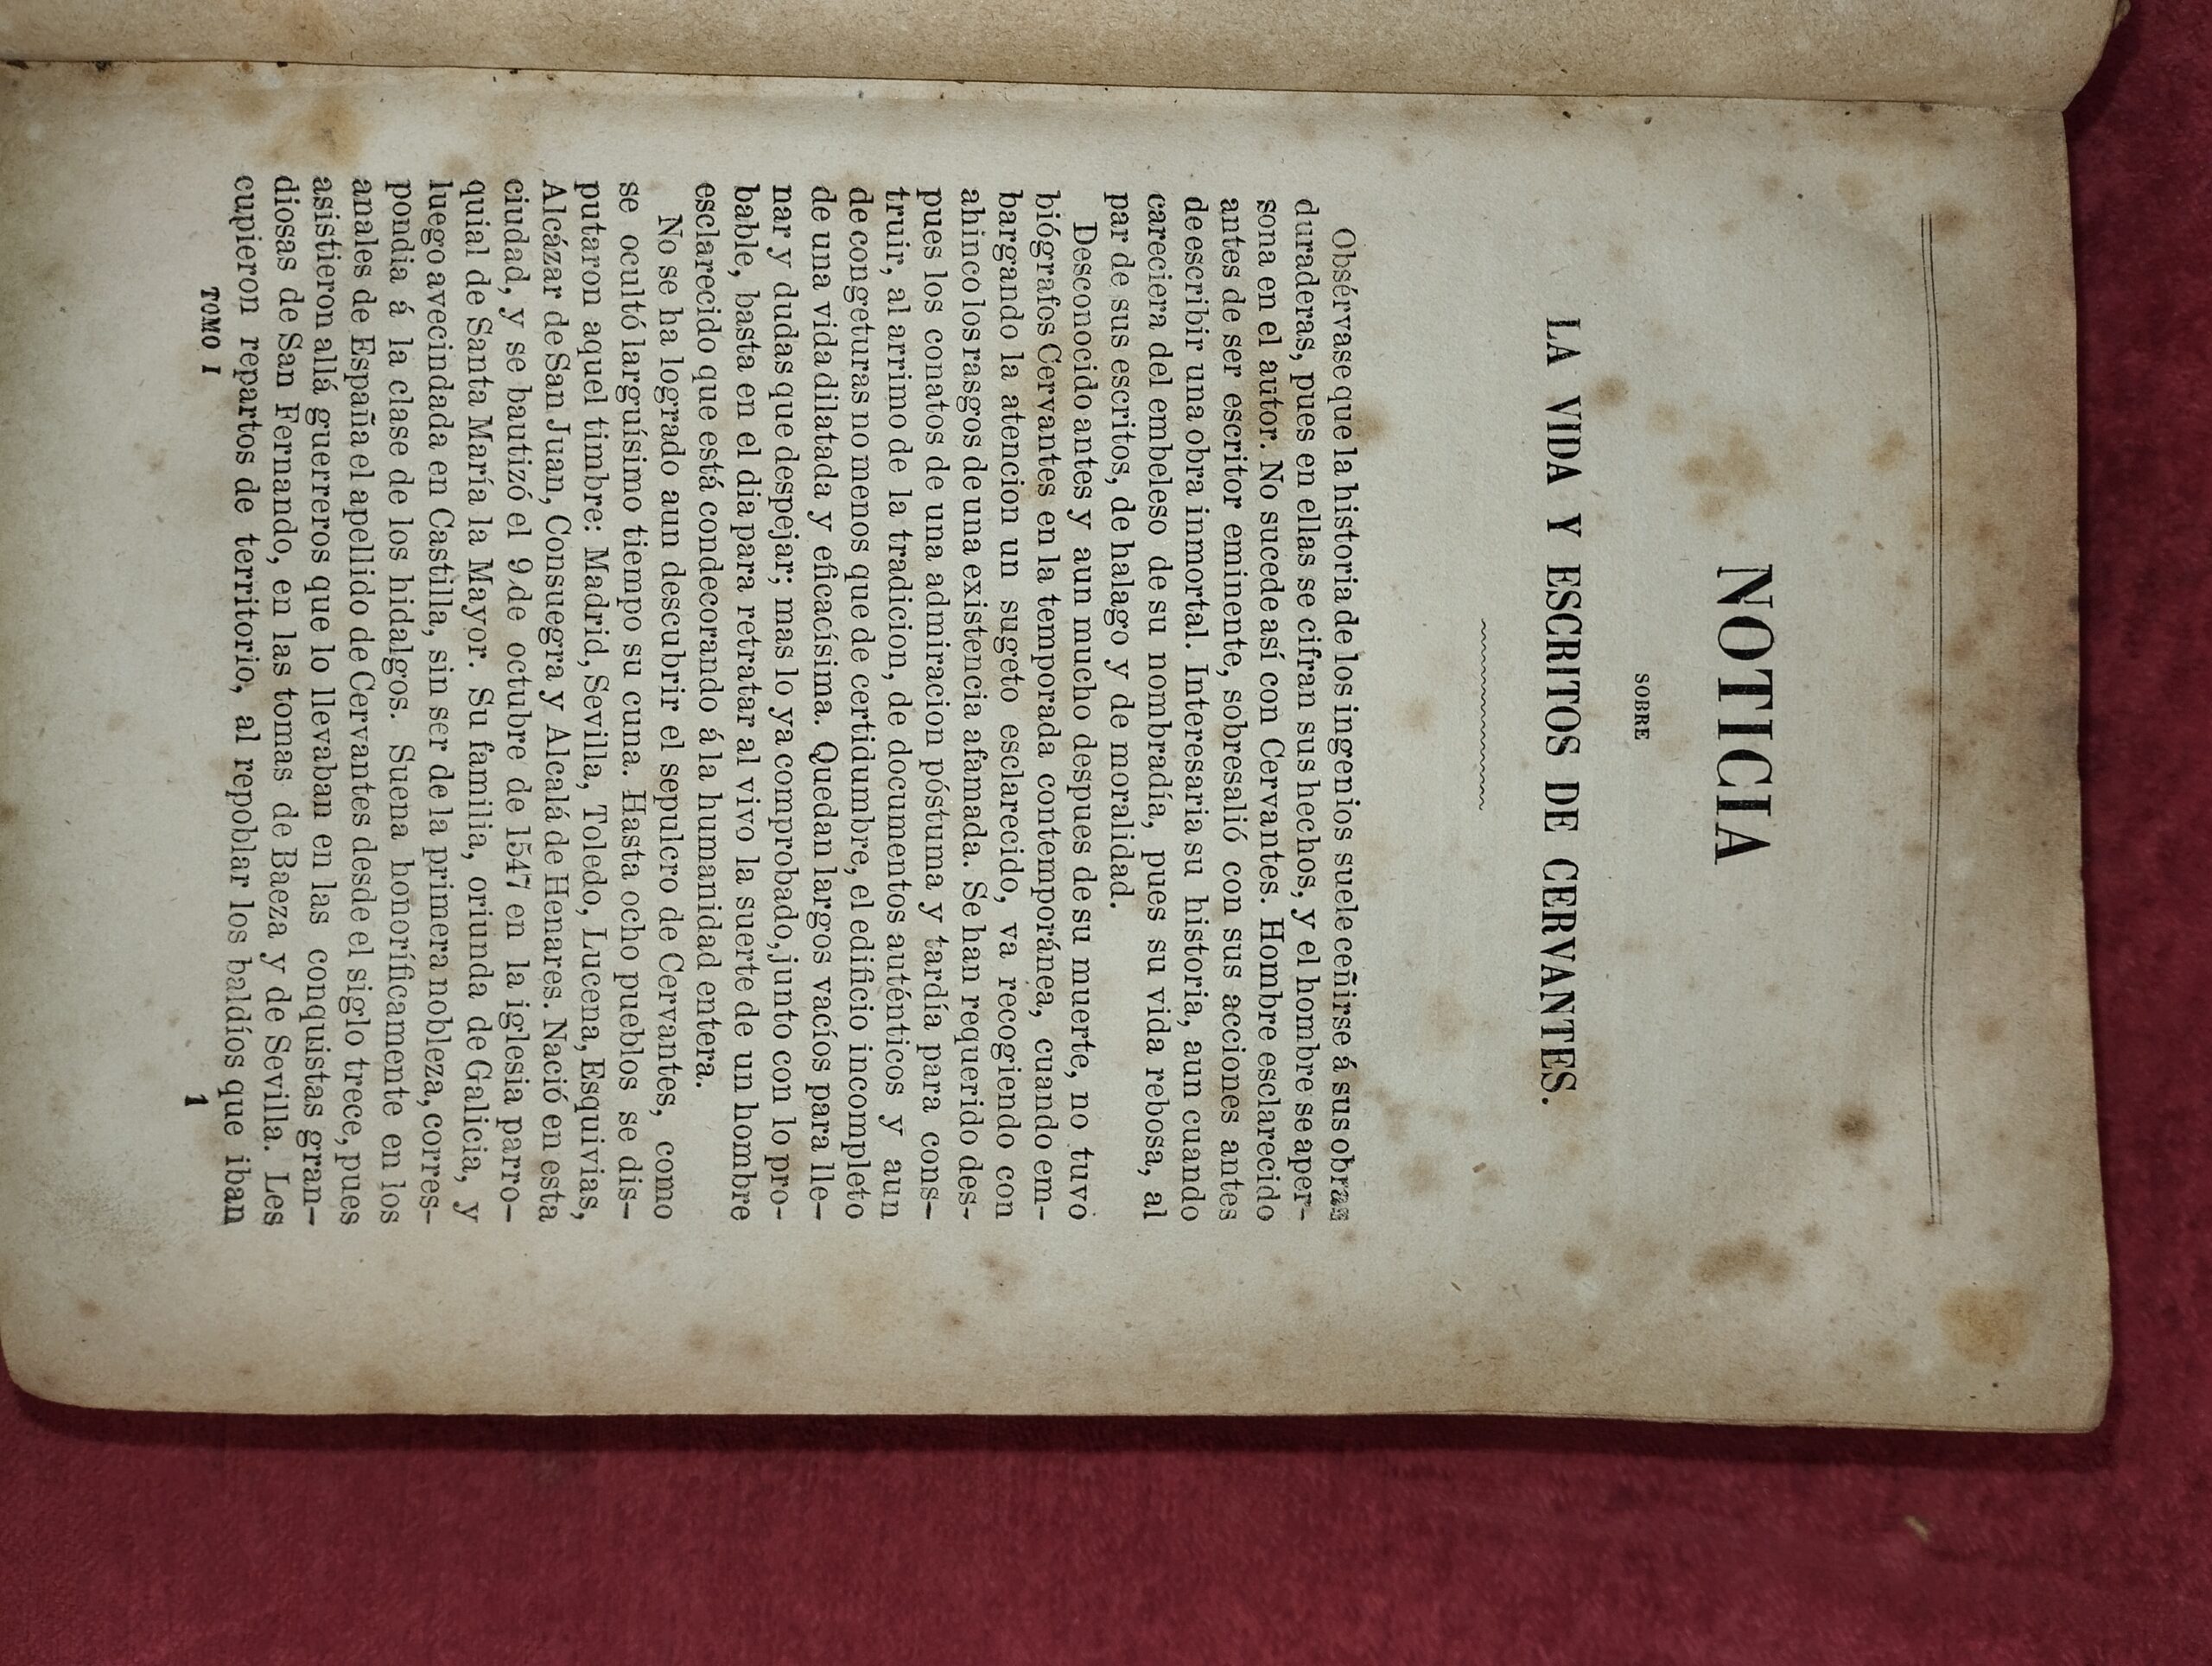 NOTICIA
SOBRE
LA VIDA Y ESCRITOS DE CERVANTES.
Obsérvase que la historia de los ingenios suele ceñirse á sus obras
duraderas, pues en ellas se cifran sus hechos, y el hombre se aper-
sona en el autor. No sucede así con Cervantes. Hombre esclarecido
antes de ser escritor eminente, sobresalió con sus acciones antes
de escribir una obra inmortal. Interesaria su historia, aun cuando
careciera del embeleso de su nombradía, pues su vida rebosa, al
par de sus escritos, de halago y de moralidad.
Desconocido antes y aun mucho despues de su muerte, no tuvo
biógrafos Cervantes en la temporada contemporánea, cuando em-
bargando la atencion un sugeto esclarecido, va recogiendo con
ahinco los rasgos de una existencia afamada. Se han requerido des-
pues los conatos de una admiracion póstuma y tardía para cons-
truir, al arrimo de la tradicion, de documentos auténticos y aun
de congeturas no menos que de certidumbre, el edificio incompleto
de una vida dilatada y eficacísima. Quedan largos vacíos para lle-
nar y dudas que despejar; mas lo ya comprobado, junto con lo pro-
bable, basta en el dia para retratar al vivo la suerte de un hombre
esclarecido que está condecorando á la humanidad entera.
No se ha logrado aun descubrir el sepulcro de Cervantes, como
se ocultó larguísimo tiempo su cuna. Hasta ocho pueblos se dis-
putaron aquel timbre: Madrid, Sevilla, Toledo, Lucena, Esquivias,
Alcázar de San Juan, Consuegra y Alcalá de Henares. Nació en esta
ciudad, y se bautizó el 9 de octubre de 1547 en la iglesia parro-
quial de Santa María la Mayor. Su familia, oriunda de Galicia, y
luego avecindada en Castilla, sin ser de la primera nobleza, corres-
pondia á la clase de los hidalgos. Suena honoríficamente en los
anales de España el apellido de Cervantes desde el siglo trece, pues
asistieron allá guerreros que lo llevaban en las conquistas gran-
diosas de San Fernando, en las tomas de Baeza y de Sevilla. Les
cupieron repartos de territorio, al repoblar los baldíos que iban
TOMO I 1